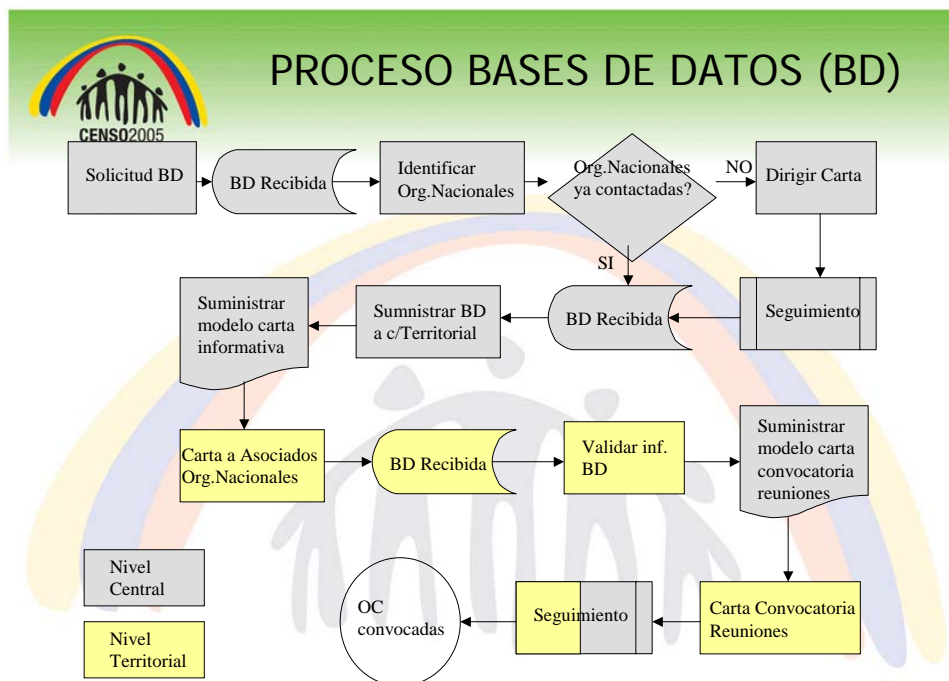 PROCESO BASES DE DATOS (BD)
CENSO2005
Solicitud BD
BD Recibida
Identificar
Org.Nacionales
Org.Nacionales
ya contactadas?
NO
Dirigir Carta
SI
Suministrar
modelo carta
informativa
Sumnistrar BD
a c/Territorial
BD Recibida
Seguimiento
Carta a Asociados
Org.Nacionales
BD Recibida
Validar inf.
BD
Suministrar
modelo carta
convocatoria
reuniones
Nivel
Central
Nivel
Territorial
OC
convocadas
Seguimiento
Carta Convocatoria
Reuniones